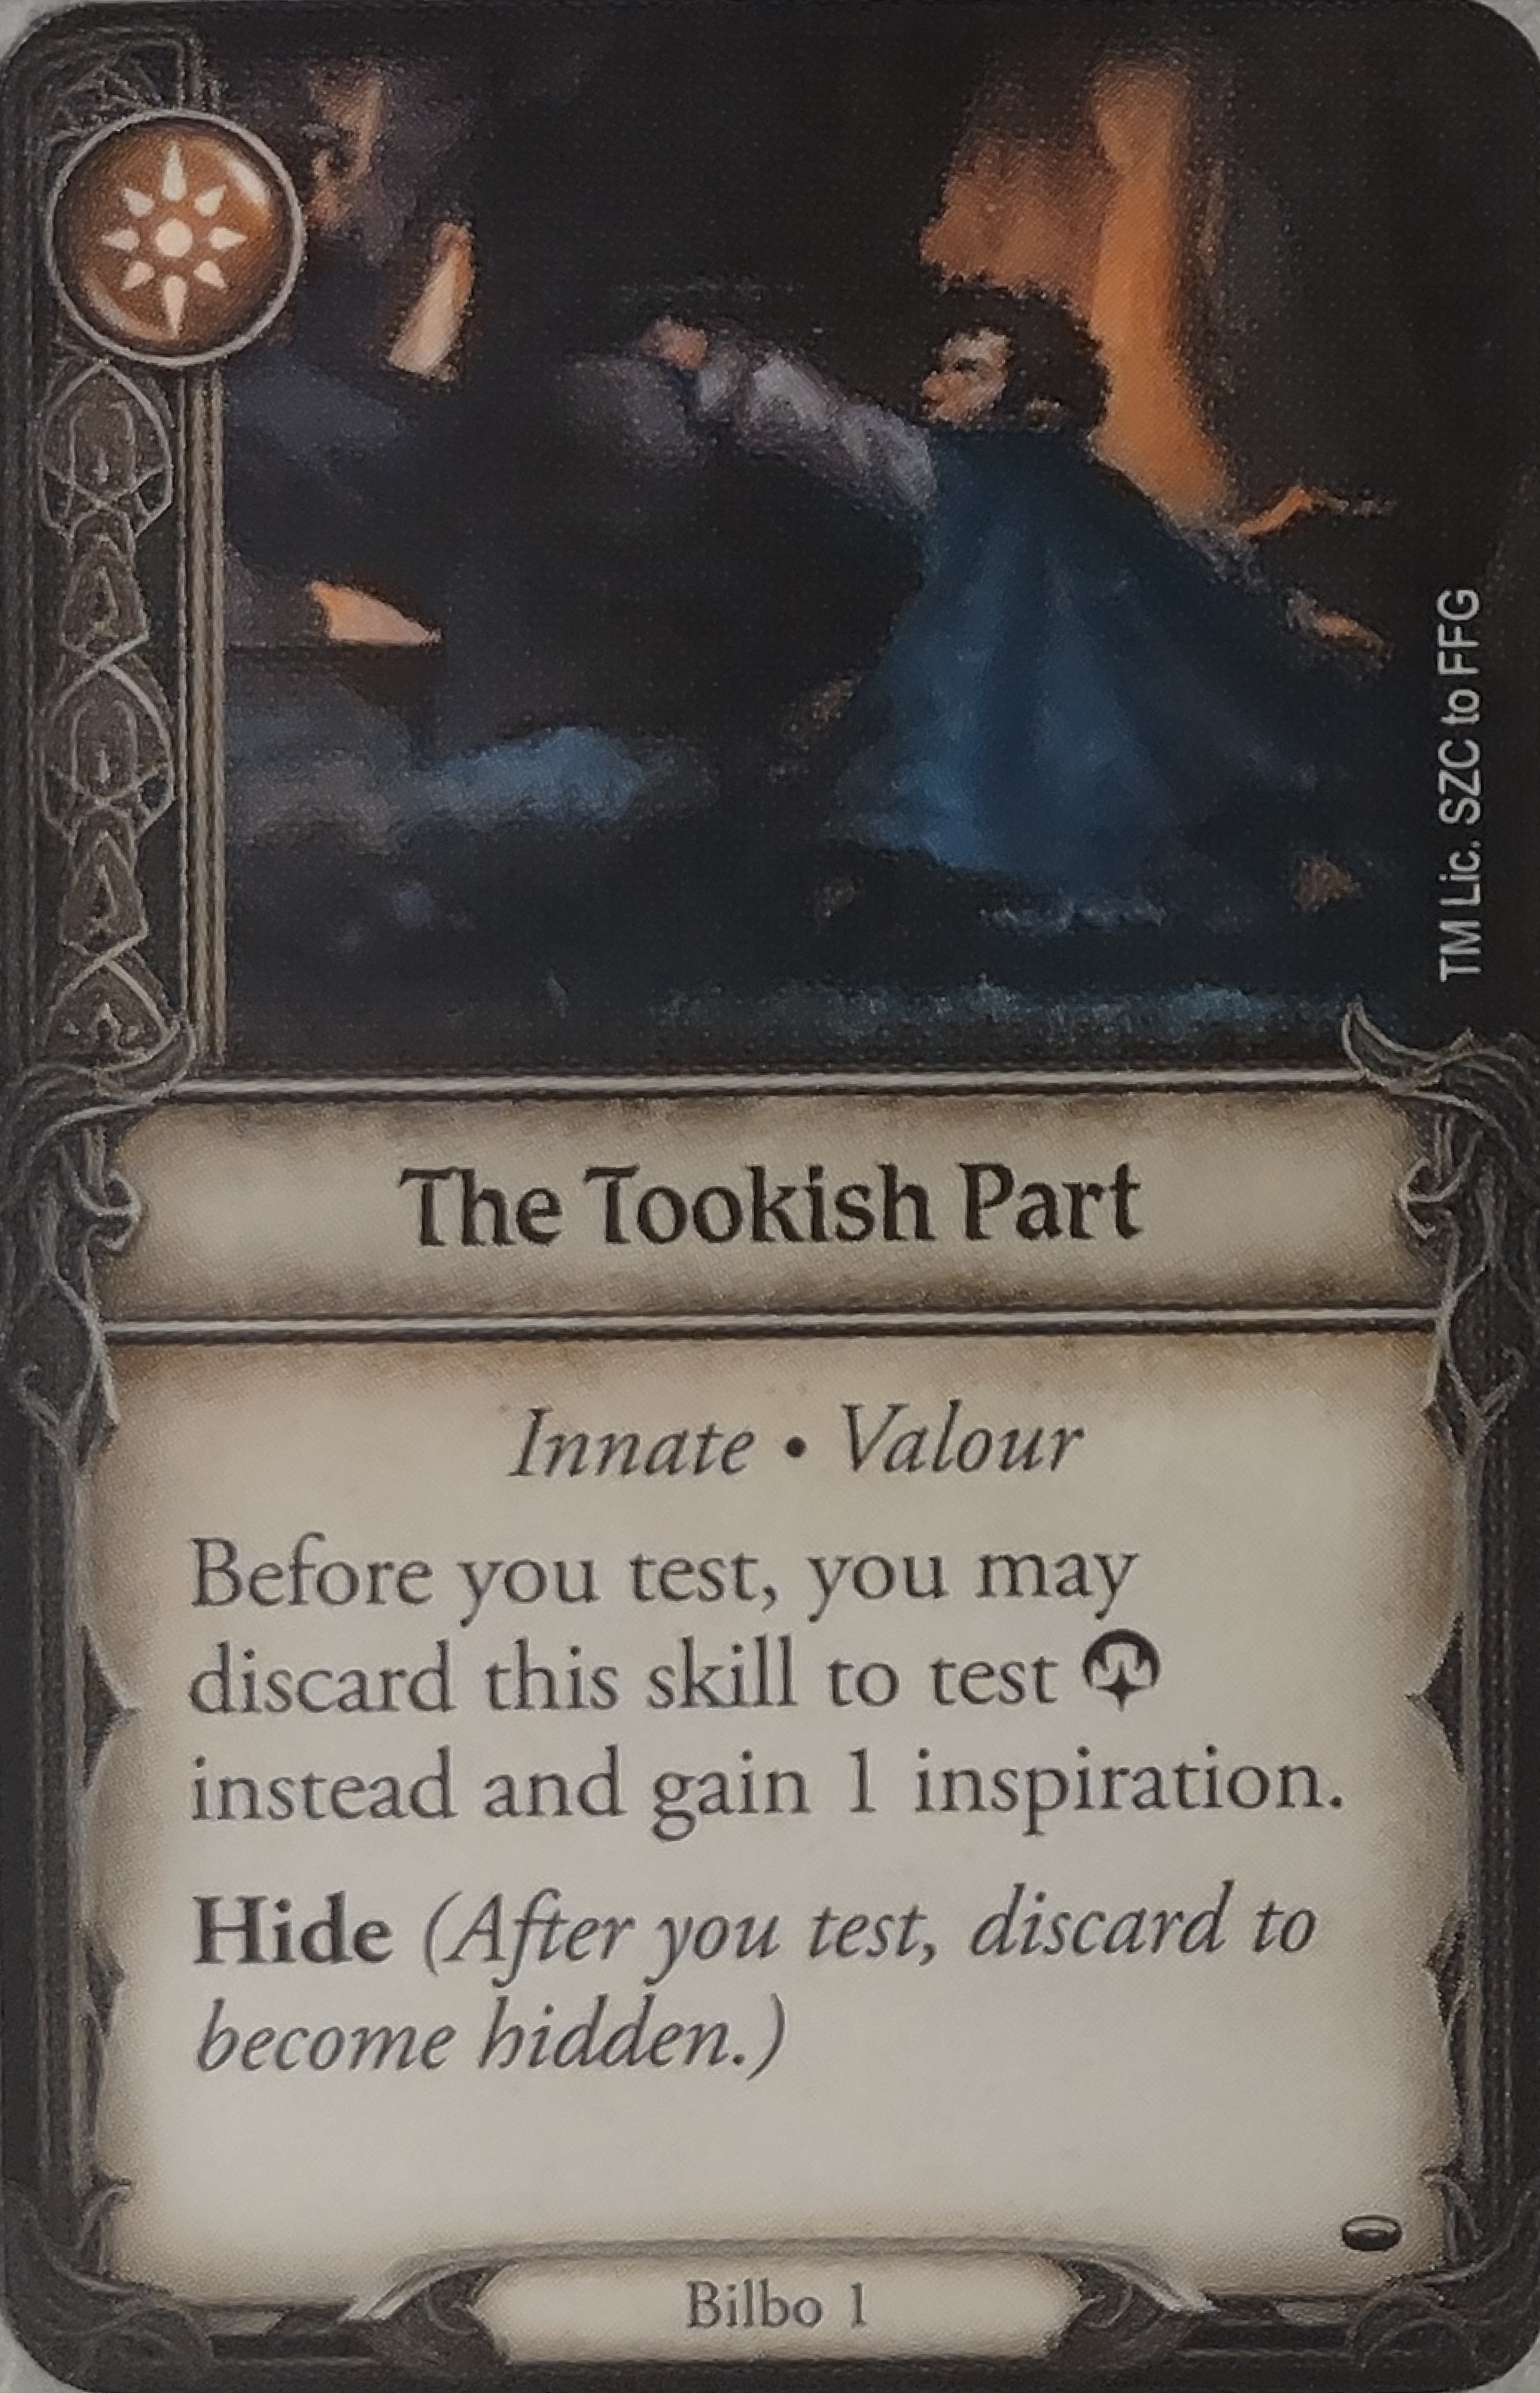 TM Lic. SZC to FFG
The Tookish Part
Innate • Valour
Before you test, you may
discard this skill to test
instead and gain 1 inspiration.
Hide (After you test, discard to
become hidden.)
Bilbo 1